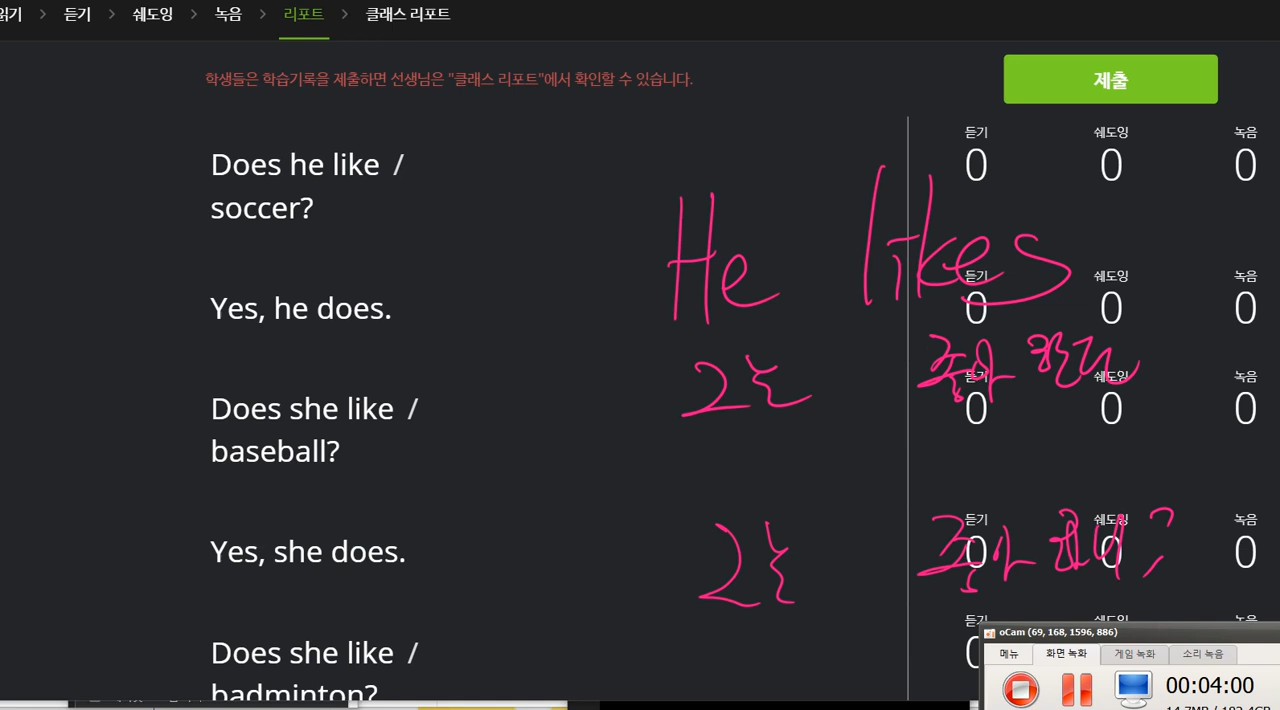 읽기 > 듣기 > 쉐도잉 > 녹음 > 리포트 > 클래스 리포트
학생들은 학습기록을 제출하면 선생님은 "클래스 리포트"에서 확인할 수 있습니다.
제출
듣기 쉐도잉 녹음
Does he like / 0 0 0
soccer?
He likes
듣기 쉐도잉 녹음
Yes, he does. 0 0 0
그는 좋아 한다
듣기 쉐도잉 녹음
Does she like / 0 0 0
baseball?
듣기 쉐도잉 녹음
Yes, she does. 0 0 0
그는 좋아 하니?
듣기
oCam (69, 168, 1596, 886)
메뉴 화면 녹화 게임 녹화 소리 녹음
Does she like / 0
00:04:00
badminton?